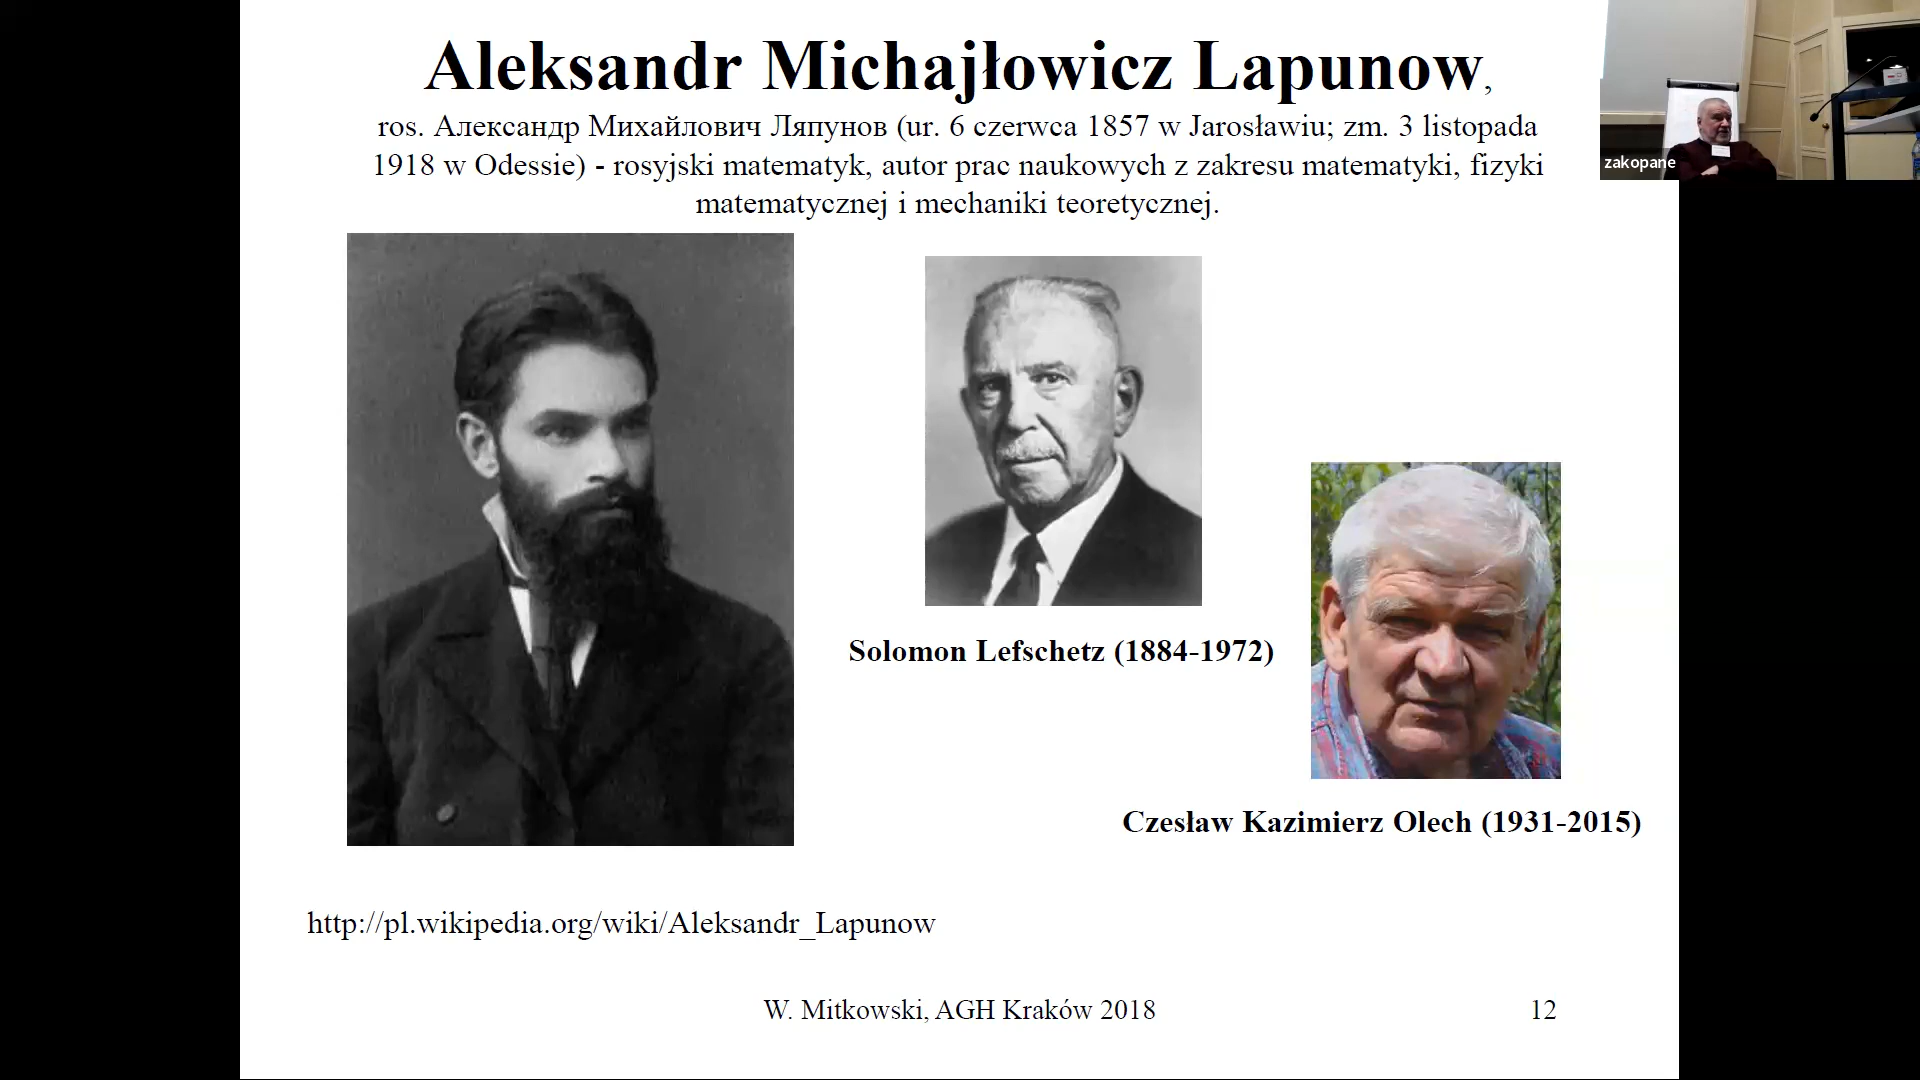 Aleksandr Michajłowicz Lapunow,
ros. Александр Михайлович Ляпунов (ur. 6 czerwca 1857 w Jarosławiu; zm. 3 listopada
1918 w Odessie) - rosyjski matematyk, autor prac naukowych z zakresu matematyki, fizyki
matematycznej i mechaniki teoretycznej.
zakopane
Solomon Lefschetz (1884-1972)
Czesław Kazimierz Olech (1931-2015)
http://pl.wikipedia.org/wiki/Aleksandr_Lapunow
W. Mitkowski, AGH Kraków 2018
12